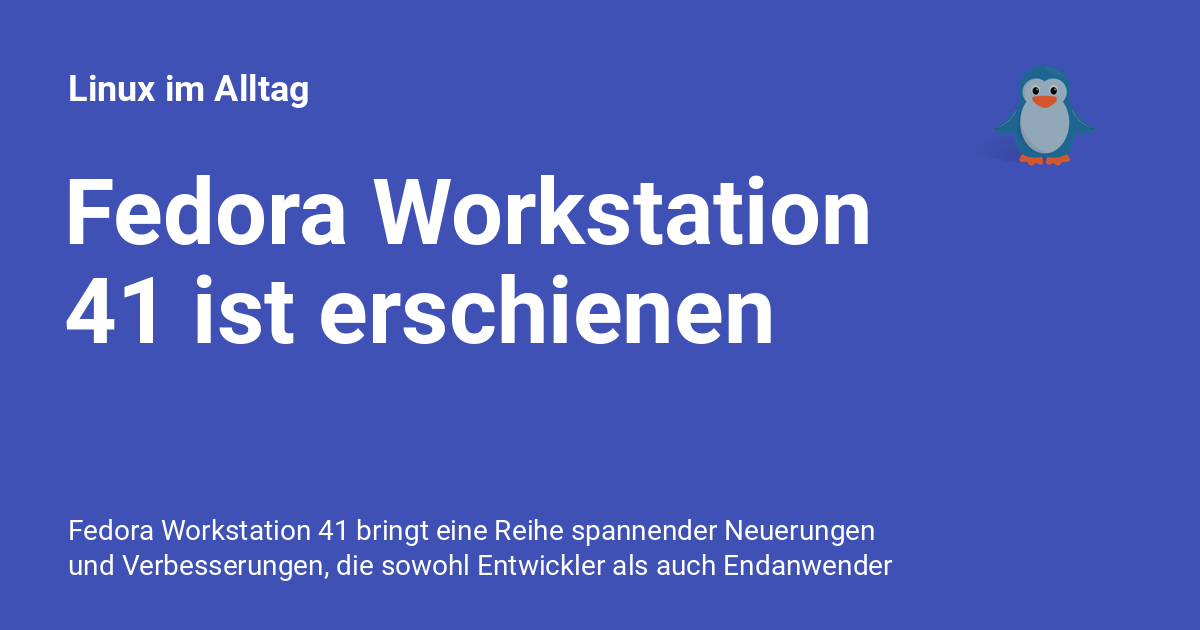 Linux im Alltag
Fedora Workstation
41 ist erschienen
Fedora Workstation 41 bringt eine Reihe spannender Neuerungen
und Verbesserungen, die sowohl Entwickler als auch Endanwender